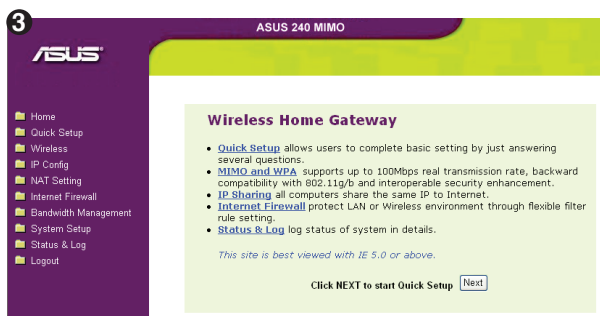 3
ASUS 240 MIMO
ASUS
Home
Quick Setup
Wireless
IP Config
NAT Setting
Internet Firewall
Bandwidth Management
System Setup
Status & Log
Logout
Wireless Home Gateway
Quick Setup allows users to complete basic setting by just answering
several questions.
MIMO and WPA supports up to 100Mbps real transmission rate, backward
compatibility with 802.11g/b and interoperable security enhancement.
IP Sharing all computers share the same IP to Internet.
Internet Firewall protect LAN or Wireless environment through flexible filter
rule setting.
Status & Log log status of system in details.
This site is best viewed with IE 5.0 or above.
Click NEXT to start Quick Setup Next